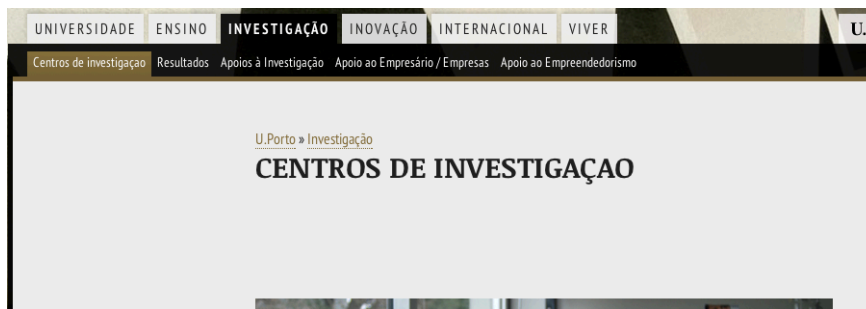 UNIVERSIDADE ENSINO INVESTIGAÇÃO INOVAÇÃO INTERNACIONAL VIVER U.
Centros de investigaçao Resultados Apoios à Investigação Apoio ao Empresário / Empresas Apoio ao Empreendedorismo
U.Porto » Investigação
CENTROS DE INVESTIGAÇAO